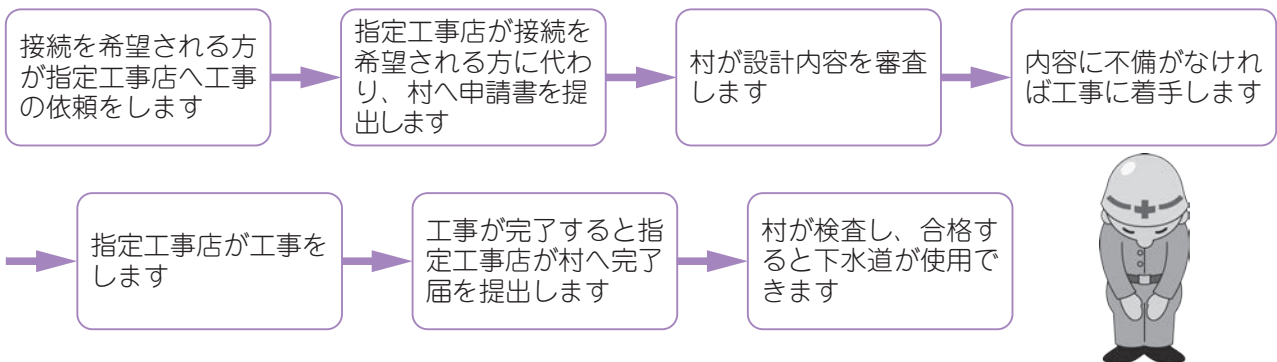 接続を希望される方
が指定工事店へ工事
の依頼をします
指定工事店が接続を
希望される方に代わ
り、村へ申請書を提
出します
村が設計内容を審査
します
内容に不備がなけれ
ば工事に着手します
指定工事店が工事を
します
工事が完了すると指
定工事店が村へ完了
届を提出します
村が検査し、合格す
ると下水道が使用で
きます